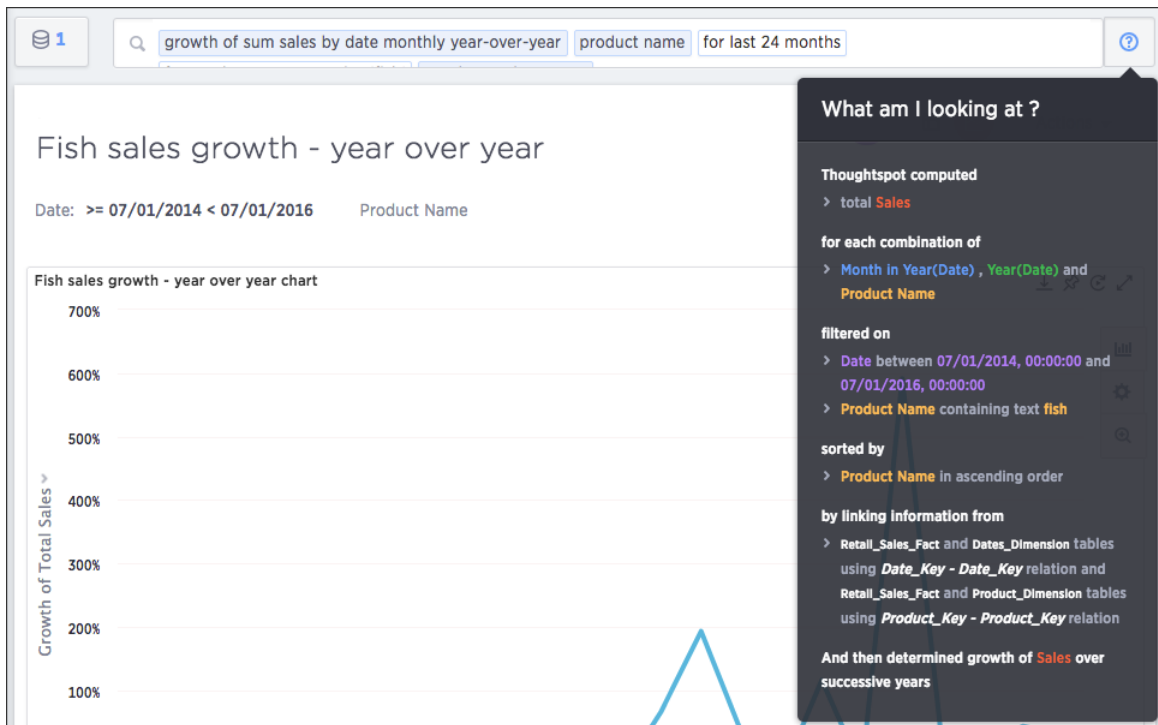 1
growth of sum sales by date monthly year-over-year product name for last 24 months
What am I looking at ?
Fish sales growth - year over year
Date: >= 07/01/2014 < 07/01/2016 Product Name
Thoughtspot computed
> total Sales
for each combination of
> Month in Year(Date) , Year(Date) and
Product Name
filtered on
> Date between 07/01/2014, 00:00:00 and
07/01/2016, 00:00:00
> Product Name containing text fish
sorted by
> Product Name in ascending order
by linking information from
> Retail_Sales_Fact and Dates_Dimension tables
using Date_Key - Date_Key relation and
Retail_Sales_Fact and Product_Dimension tables
using Product_Key - Product_Key relation
And then determined growth of Sales over
successive years
Fish sales growth - year over year chart
Growth of Total Sales
700%
600%
500%
400%
300%
200%
100%